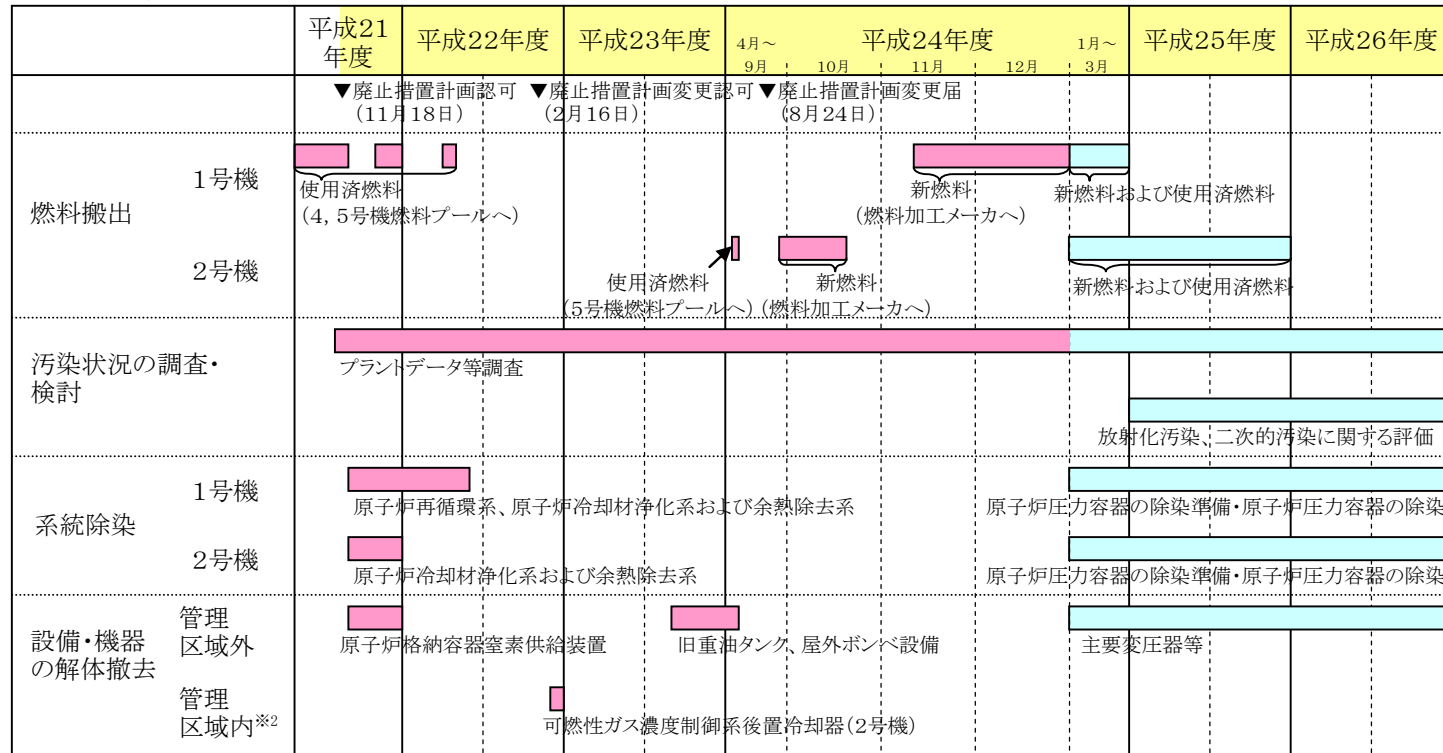 平成21
年度
平成22年度
平成23年度
平成24年度
平成25年度
平成26年度
4月～
9月
10月
11月
12月
1月～
3月
▼廃止措置計画認可
(11月18日)
▼廃止措置計画変更認可
(2月16日)
▼廃止措置計画変更届
(8月24日)
燃料搬出
1号機
使用済燃料
(4, 5号機燃料プールへ)
新燃料
(燃料加工メーカへ)
新燃料および使用済燃料
2号機
使用済燃料
(5号機燃料プールへ)
新燃料
(燃料加工メーカへ)
新燃料および使用済燃料
汚染状況の調査・
検討
プラントデータ等調査
放射化汚染、二次的汚染に関する評価
系統除染
1号機
原子炉再循環系、原子炉冷却材浄化系および余熱除去系
原子炉圧力容器の除染準備・原子炉圧力容器の除染
2号機
原子炉冷却材浄化系および余熱除去系
原子炉圧力容器の除染準備・原子炉圧力容器の除染
設備・機器
の解体撤去
管理
区域外
原子炉格納容器窒素供給装置
旧重油タンク、屋外ボンベ設備
主要変圧器等
管理
区域内※2
可燃性ガス濃度制御系後置冷却器(2号機)